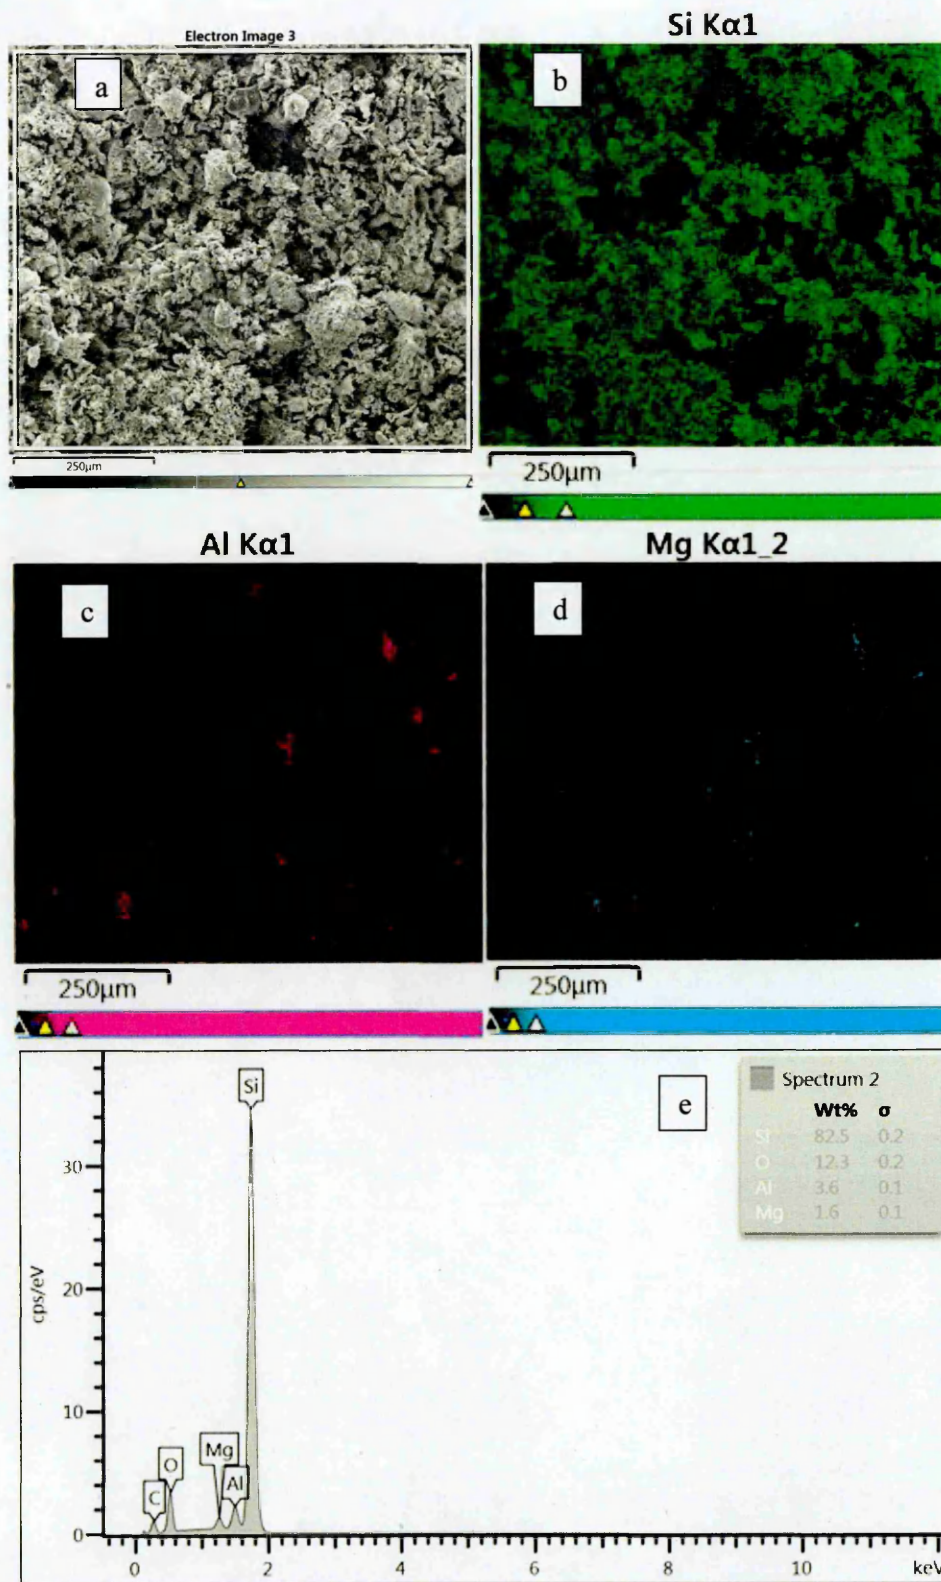 Electron Image 3
Si Kα1
a
b
250μm
250μm
Al Kα1
Mg Kα1_2
c
d
250μm
250μm
e
Spectrum 2
Wt% σ
Si 82.5 0.2
O 12.3 0.2
Al 3.6 0.1
Mg 1.6 0.1
Si
30
20
cps/eV
10
Mg
O
Al
C
0
0 2 4 6 8 10 keV